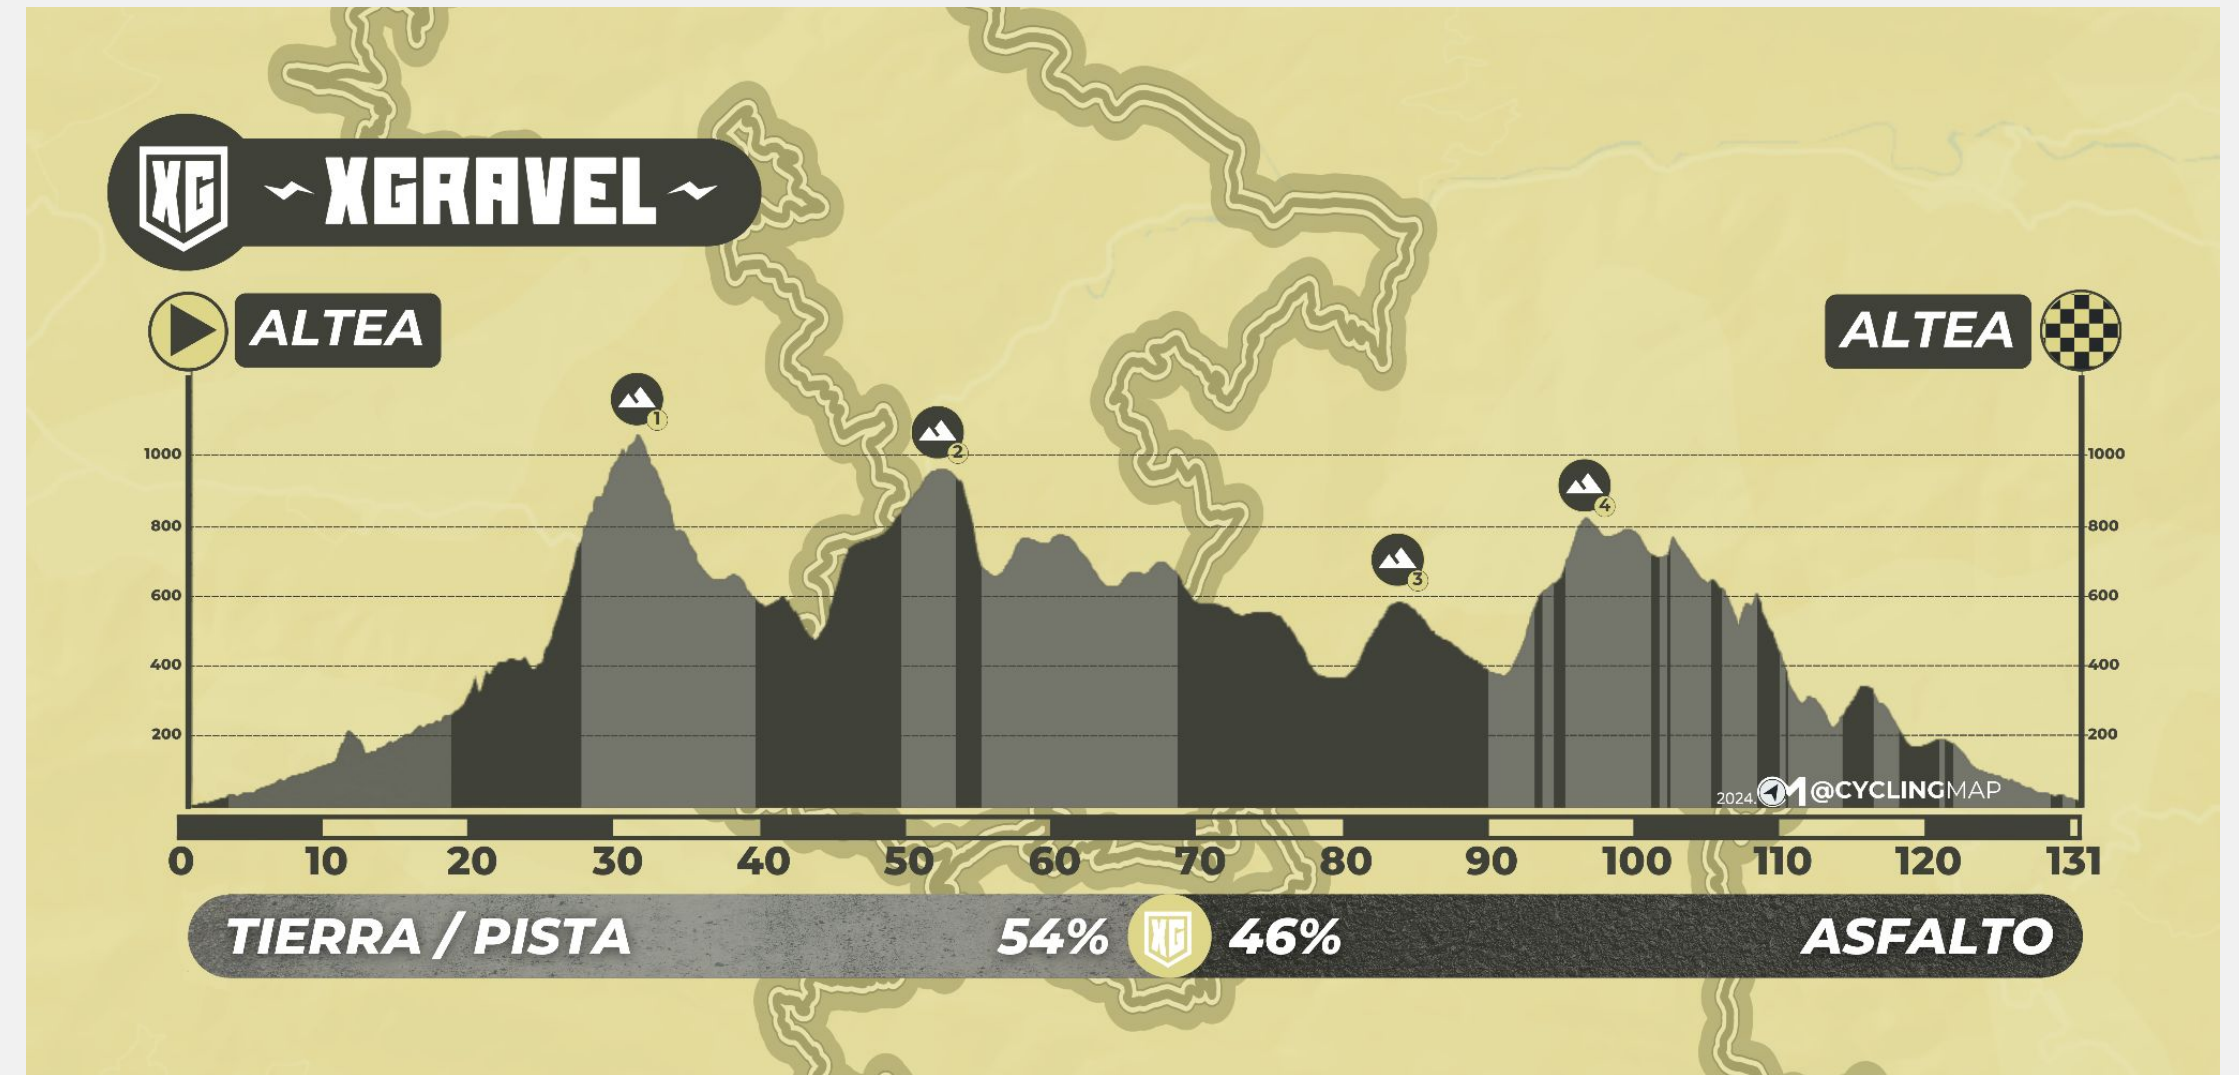 XG XGRAVEL
ALTEA
ALTEA
1
2
3
4
1000 1000
800 800
600 600
400 400
200 200
2024. @CYCLINGMAP
0 10 20 30 40 50 60 70 80 90 100 110 120 131
TIERRA / PISTA 54% XG 46% ASFALTO